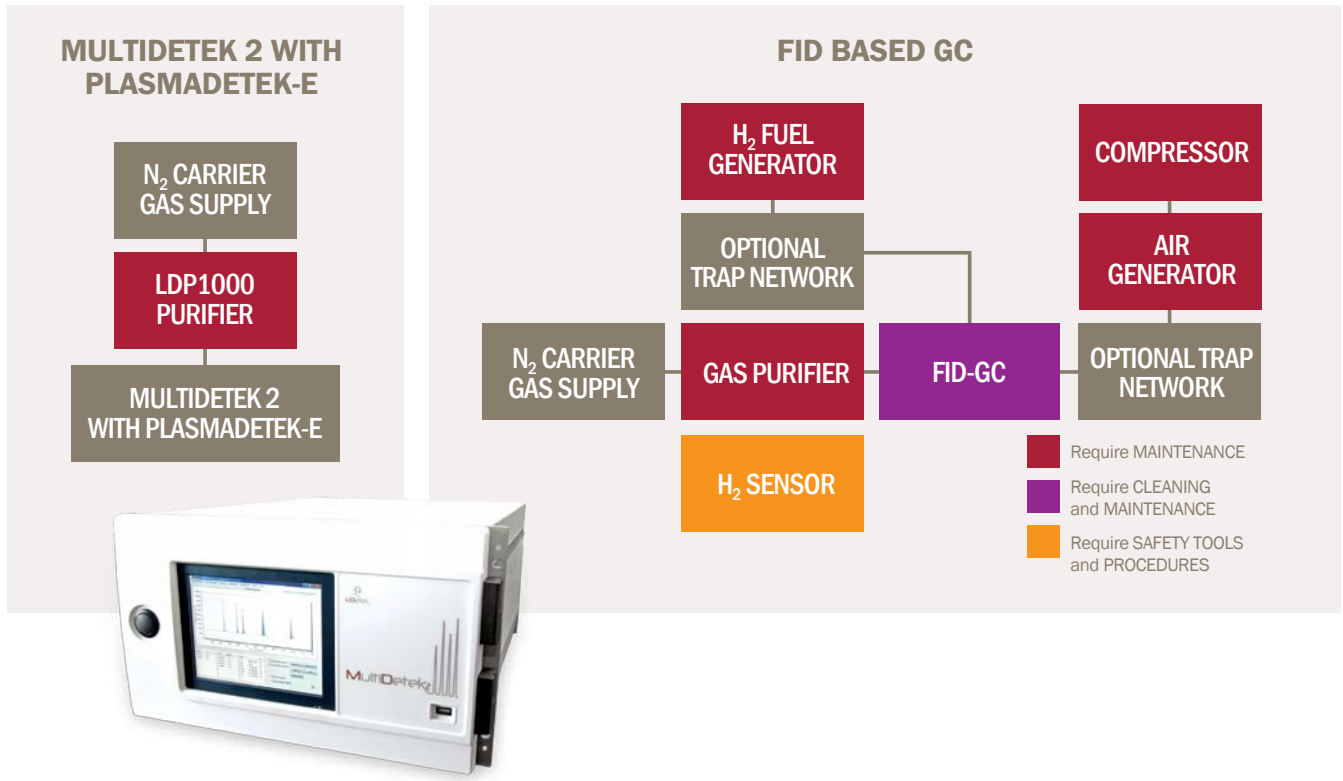 MULTIDETEK 2 WITH
PLASMADETEK-E
N₂ CARRIER
GAS SUPPLY
LDP1000
PURIFIER
MULTIDETEK 2
WITH PLASMADETEK-E
FID BASED GC
H₂ FUEL
GENERATOR
COMPRESSOR
OPTIONAL
TRAP NETWORK
AIR
GENERATOR
N₂ CARRIER
GAS SUPPLY
GAS PURIFIER
FID-GC
OPTIONAL TRAP
NETWORK
H₂ SENSOR
Require MAINTENANCE
Require CLEANING
and MAINTENANCE
Require SAFETY TOOLS
and PROCEDURES
MultiDetek2